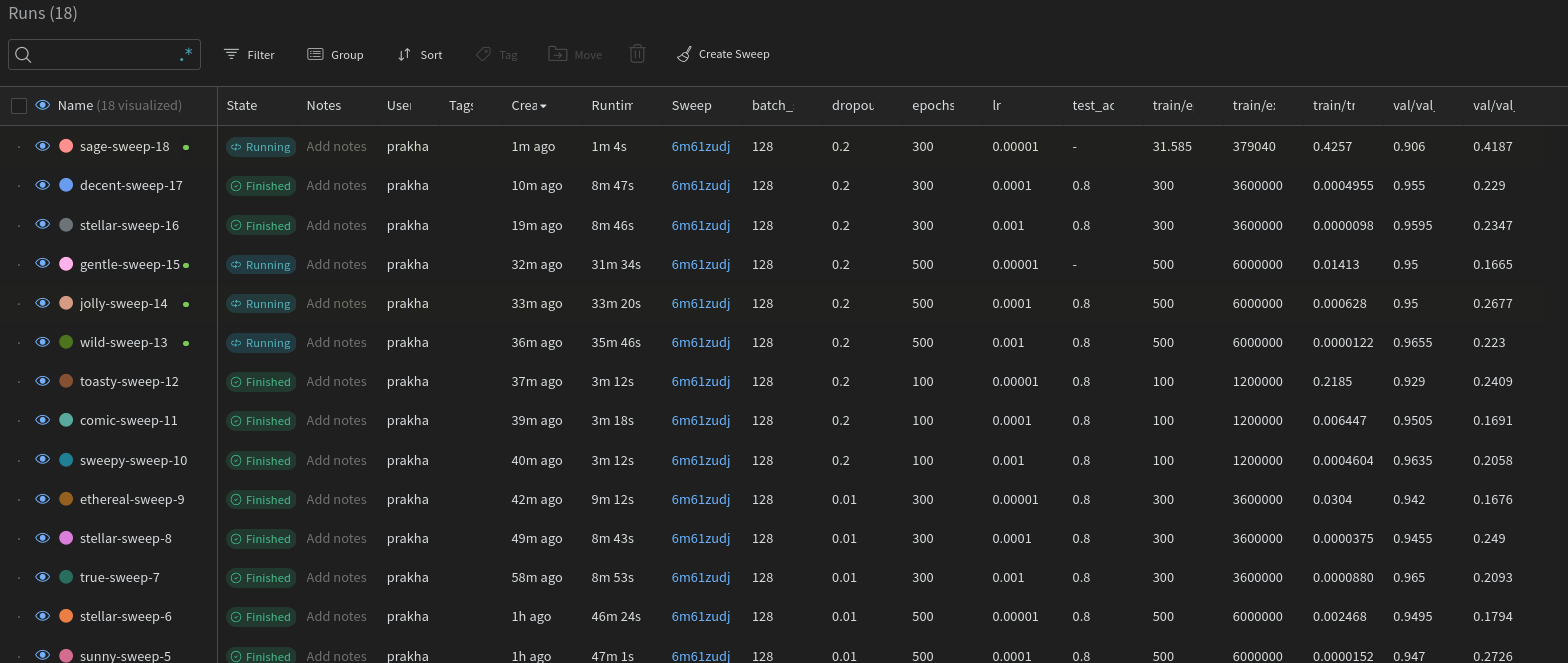 Runs (18)
.* Filter Group Sort Tag Move Create Sweep
Name (18 visualized) State Notes User Tags Crea Runtim Sweep batch_ dropou epochs lr test_ac train/e train/e: train/tr val/val_ val/val_
sage-sweep-18 Running Add notes prakha 1m ago 1m 4s 6m61zudj 128 0.2 300 0.00001 - 31.585 379040 0.4257 0.906 0.4187
decent-sweep-17 Finished Add notes prakha 10m ago 8m 47s 6m61zudj 128 0.2 300 0.0001 0.8 300 3600000 0.0004955 0.955 0.229
stellar-sweep-16 Finished Add notes prakha 19m ago 8m 46s 6m61zudj 128 0.2 300 0.001 0.8 300 3600000 0.0000098 0.9595 0.2347
gentle-sweep-15 Running Add notes prakha 32m ago 31m 34s 6m61zudj 128 0.2 500 0.00001 - 500 6000000 0.01413 0.95 0.1665
jolly-sweep-14 Running Add notes prakha 33m ago 33m 20s 6m61zudj 128 0.2 500 0.0001 0.8 500 6000000 0.000628 0.95 0.2677
wild-sweep-13 Running Add notes prakha 36m ago 35m 46s 6m61zudj 128 0.2 500 0.001 0.8 500 6000000 0.0000122 0.9655 0.223
toasty-sweep-12 Finished Add notes prakha 37m ago 3m 12s 6m61zudj 128 0.2 100 0.00001 0.8 100 1200000 0.2185 0.929 0.2409
comic-sweep-11 Finished Add notes prakha 39m ago 3m 18s 6m61zudj 128 0.2 100 0.0001 0.8 100 1200000 0.006447 0.9505 0.1691
sweepy-sweep-10 Finished Add notes prakha 40m ago 3m 12s 6m61zudj 128 0.2 100 0.001 0.8 100 1200000 0.0004604 0.9635 0.2058
ethereal-sweep-9 Finished Add notes prakha 42m ago 9m 12s 6m61zudj 128 0.01 300 0.00001 0.8 300 3600000 0.0304 0.942 0.1676
stellar-sweep-8 Finished Add notes prakha 49m ago 8m 43s 6m61zudj 128 0.01 300 0.0001 0.8 300 3600000 0.0000375 0.9455 0.249
true-sweep-7 Finished Add notes prakha 58m ago 8m 53s 6m61zudj 128 0.01 300 0.001 0.8 300 3600000 0.0000880 0.965 0.2093
stellar-sweep-6 Finished Add notes prakha 1h ago 46m 24s 6m61zudj 128 0.01 500 0.00001 0.8 500 6000000 0.002468 0.9495 0.1794
sunny-sweep-5 Finished Add notes prakha 1h ago 47m 1s 6m61zudj 128 0.01 500 0.0001 0.8 500 6000000 0.0000152 0.947 0.2726